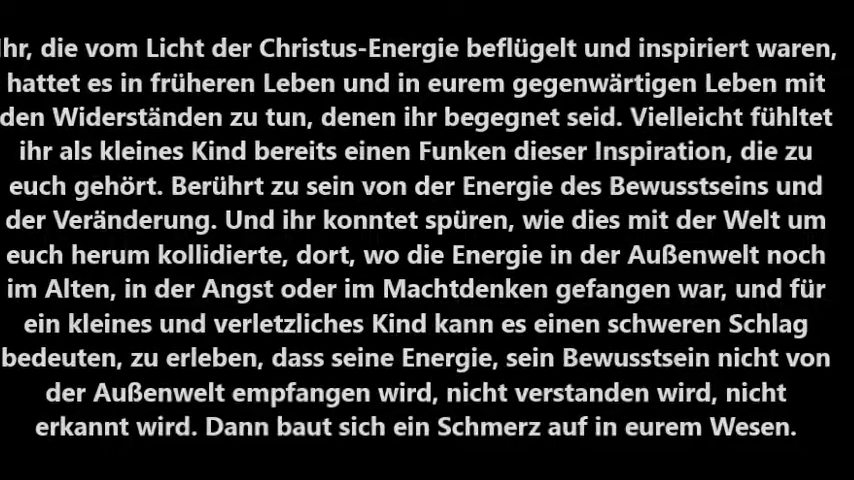 Ihr, die vom Licht der Christus-Energie beflügelt und inspiriert waren,
hattet es in früheren Leben und in eurem gegenwärtigen Leben mit
den Widerständen zu tun, denen ihr begegnet seid. Vielleicht fühltet
ihr als kleines Kind bereits einen Funken dieser Inspiration, die zu
euch gehört. Berührt zu sein von der Energie des Bewusstseins und
der Veränderung. Und ihr konntet spüren, wie dies mit der Welt um
euch herum kollidierte, dort, wo die Energie in der Außenwelt noch
im Alten, in der Angst oder im Machtdenken gefangen war, und für
ein kleines und verletzliches Kind kann es einen schweren Schlag
bedeuten, zu erleben, dass seine Energie, sein Bewusstsein nicht von
der Außenwelt empfangen wird, nicht verstanden wird, nicht
erkannt wird. Dann baut sich ein Schmerz auf in eurem Wesen.